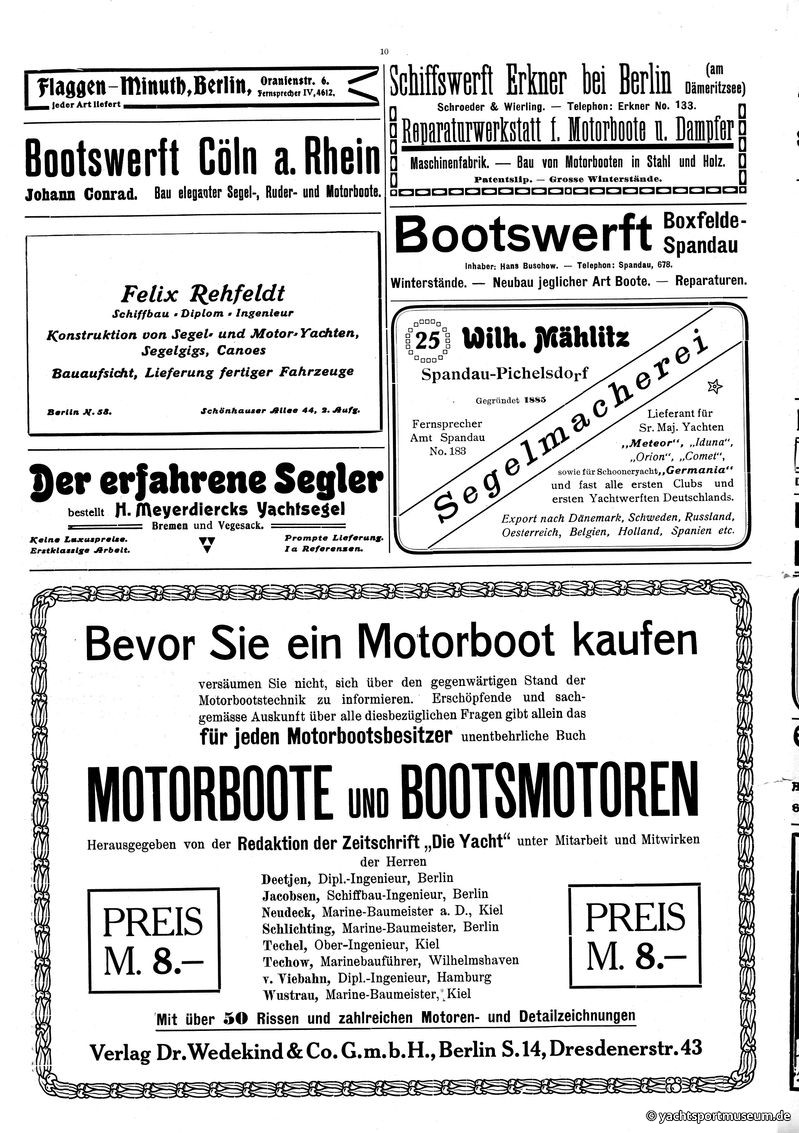 10
Flaggen-Minuth, Berlin, Oranienstr. 6.
Fernsprecher IV, 4612.
jeder Art liefert
Bootswerft Cöln a. Rhein
Johann Conrad. Bau eleganter Segel-, Ruder- und Motorboote.
Felix Rehfeldt
Schiffbau - Diplom - Ingenieur
Konstruktion von Segel- und Motor-Yachten,
Segelgigs, Canoes
Bauaufsicht, Lieferung fertiger Fahrzeuge
Berlin N. 58. Schönhauser Allee 44, 2. Aufg.
Der erfahrene Segler
bestellt H. Meyerdiercks Yachtsegel
Bremen und Vegesack.
Keine Luxuspreise. Prompte Lieferung.
Erstklassige Arbeit. Ia Referenzen.
Schiffswerft Erkner bei Berlin (am
Dämeritzsee)
Schroeder & Wierling. — Telephon: Erkner No. 133.
Reparaturwerkstatt f. Motorboote u. Dampfer
Maschinenfabrik. — Bau von Motorbooten in Stahl und Holz.
Patentslip. — Grosse Winterstände.
Bootswerft Boxfelde-
Spandau
Inhaber: Hans Buschow. — Telephon: Spandau, 678.
Winterstände. — Neubau jeglicher Art Boote. — Reparaturen.
25 Wilh. Mählitz
Spandau-Pichelsdorf
Gegründet 1885
Fernsprecher
Amt Spandau
No. 183
Segelmacherei
Lieferant für
Sr. Maj. Yachten
„Meteor“, „Iduna“,
„Orion“, „Comet“,
sowie für Schooneryacht „Germania“
und fast alle ersten Clubs und
ersten Yachtwerften Deutschlands.
Export nach Dänemark, Schweden, Russland,
Oesterreich, Belgien, Holland, Spanien etc.
Bevor Sie ein Motorboot kaufen
versäumen Sie nicht, sich über den gegenwärtigen Stand der
Motorbootstechnik zu informieren. Erschöpfende und sach-
gemässe Auskunft über alle diesbezüglichen Fragen gibt allein das
für jeden Motorbootsbesitzer unentbehrliche Buch
MOTORBOOTE UND BOOTSMOTOREN
Herausgegeben von der Redaktion der Zeitschrift „Die Yacht“ unter Mitarbeit und Mitwirken
der Herren
Deetjen, Dipl.-Ingenieur, Berlin
Jacobsen, Schiffbau-Ingenieur, Berlin
Neudeck, Marine-Baumeister a. D., Kiel
Schlichting, Marine-Baumeister, Berlin
Techel, Ober-Ingenieur, Kiel
Techow, Marinebauführer, Wilhelmshaven
v. Viebahn, Dipl.-Ingenieur, Hamburg
Wustrau, Marine-Baumeister, Kiel
PREIS
M. 8.–
PREIS
M. 8.–
Mit über 50 Rissen und zahlreichen Motoren- und Detailzeichnungen
Verlag Dr. Wedekind & Co. G.m.b.H., Berlin S.14, Dresdenerstr. 43
© yachtsportmuseum.de